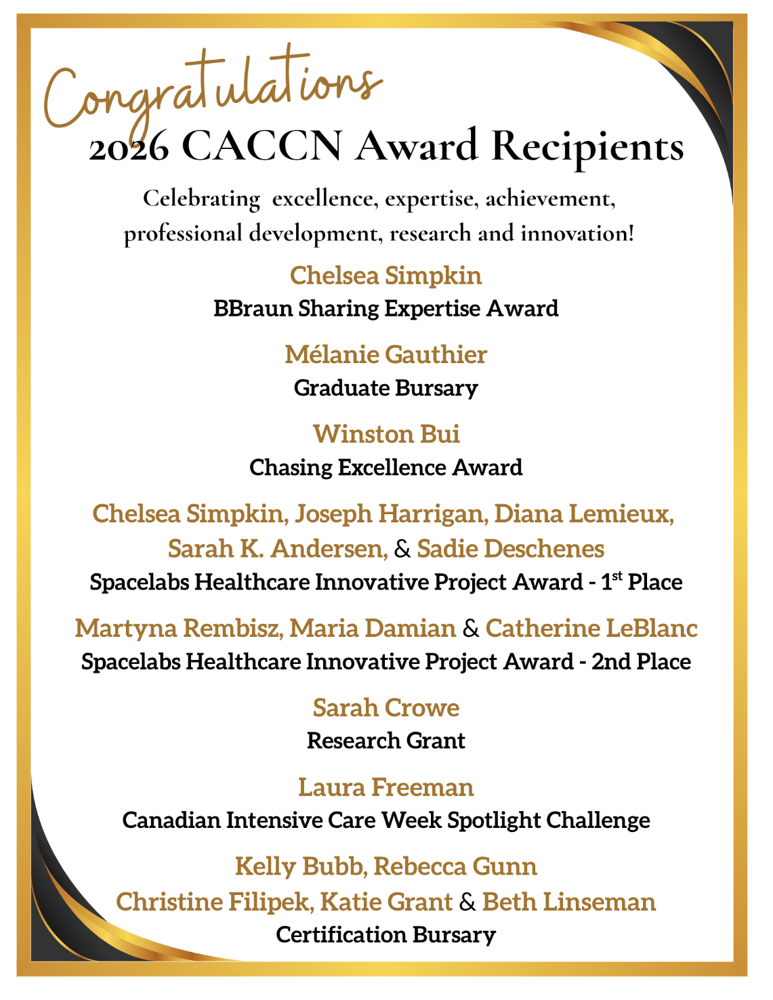 Congratulations
2026 CACCN Award Recipients
Celebrating excellence, expertise, achievement,
professional development, research and innovation!
Chelsea Simpkin
BBraun Sharing Expertise Award
Mélanie Gauthier
Graduate Bursary
Winston Bui
Chasing Excellence Award
Chelsea Simpkin, Joseph Harrigan, Diana Lemieux,
Sarah K. Andersen, & Sadie Deschenes
Spacelabs Healthcare Innovative Project Award - 1st Place
Martyna Rembisz, Maria Damian & Catherine LeBlanc
Spacelabs Healthcare Innovative Project Award - 2nd Place
Sarah Crowe
Research Grant
Laura Freeman
Canadian Intensive Care Week Spotlight Challenge
Kelly Bubb, Rebecca Gunn
Christine Filipek, Katie Grant & Beth Linseman
Certification Bursary